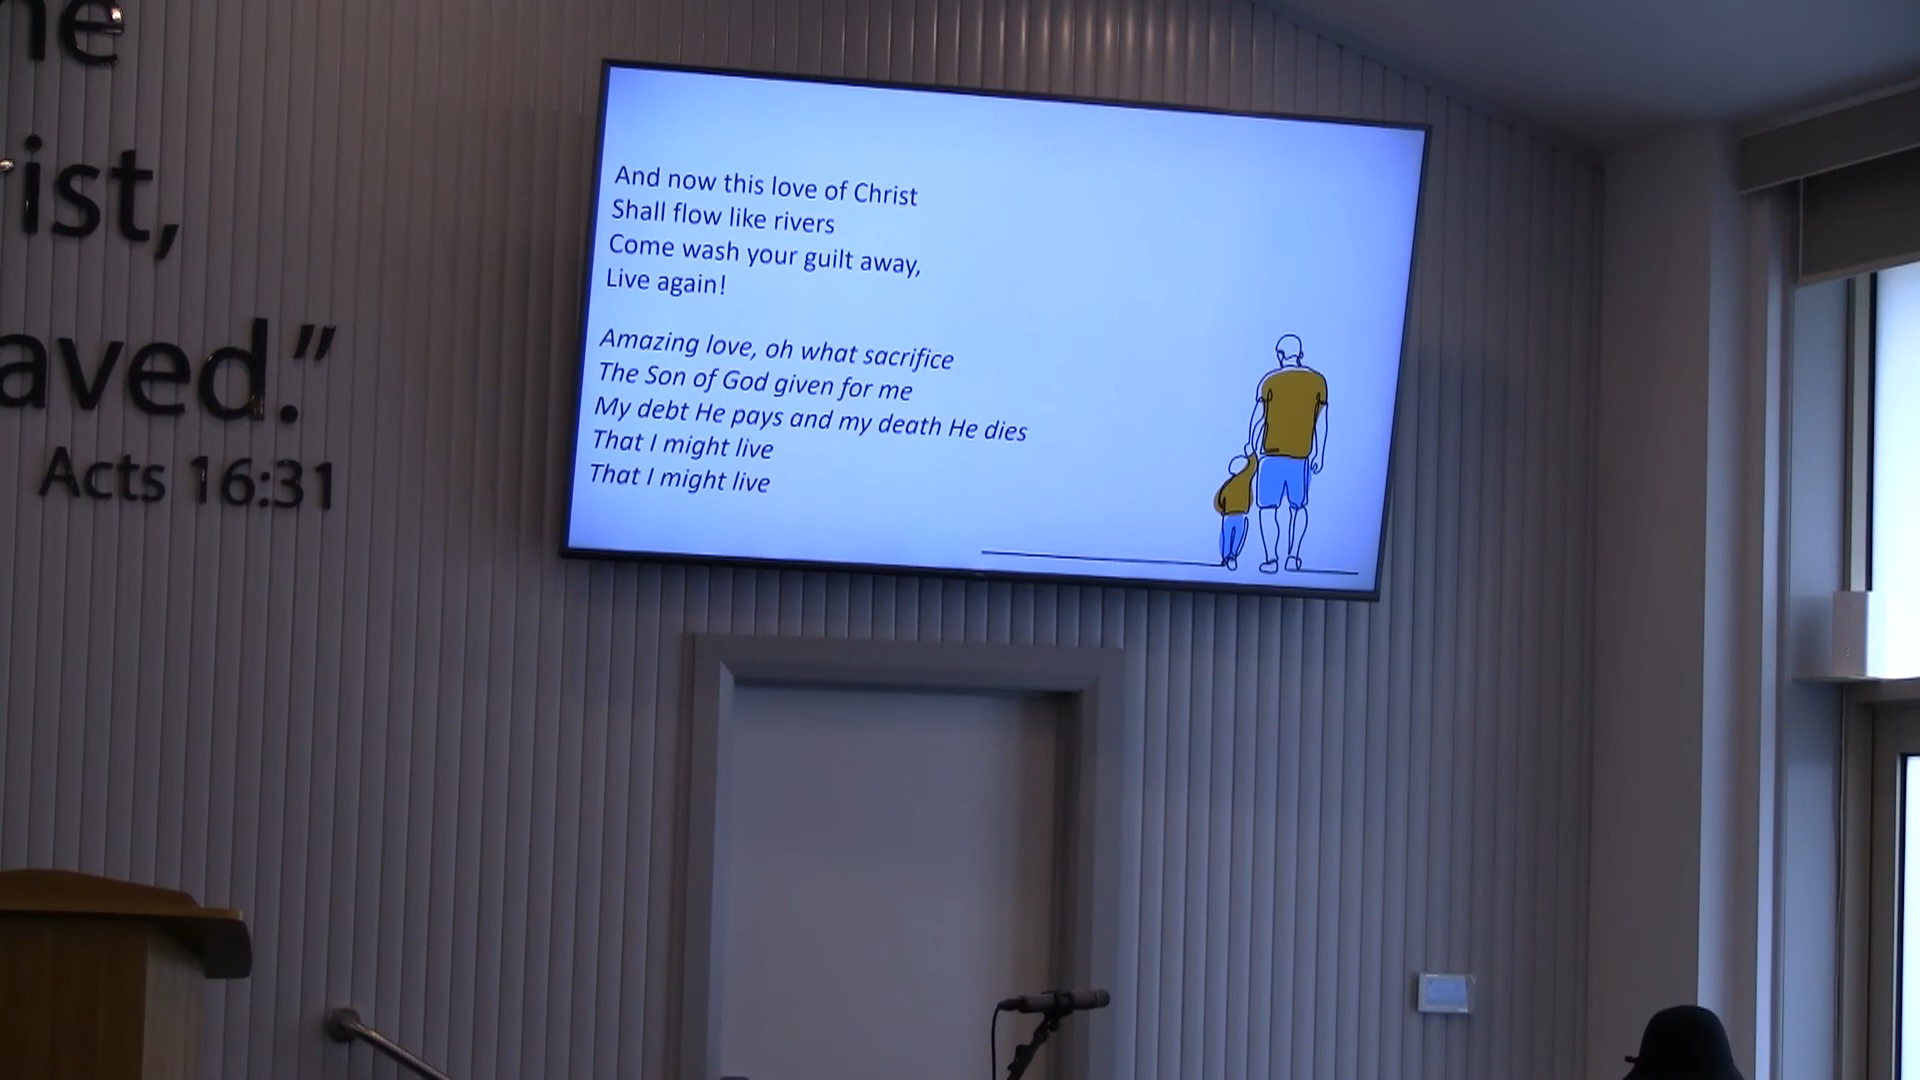 ist,
aved.”
Acts 16:31
And now this love of Christ
Shall flow like rivers
Come wash your guilt away,
Live again!
Amazing love, oh what sacrifice
The Son of God given for me
My debt He pays and my death He dies
That I might live
That I might live